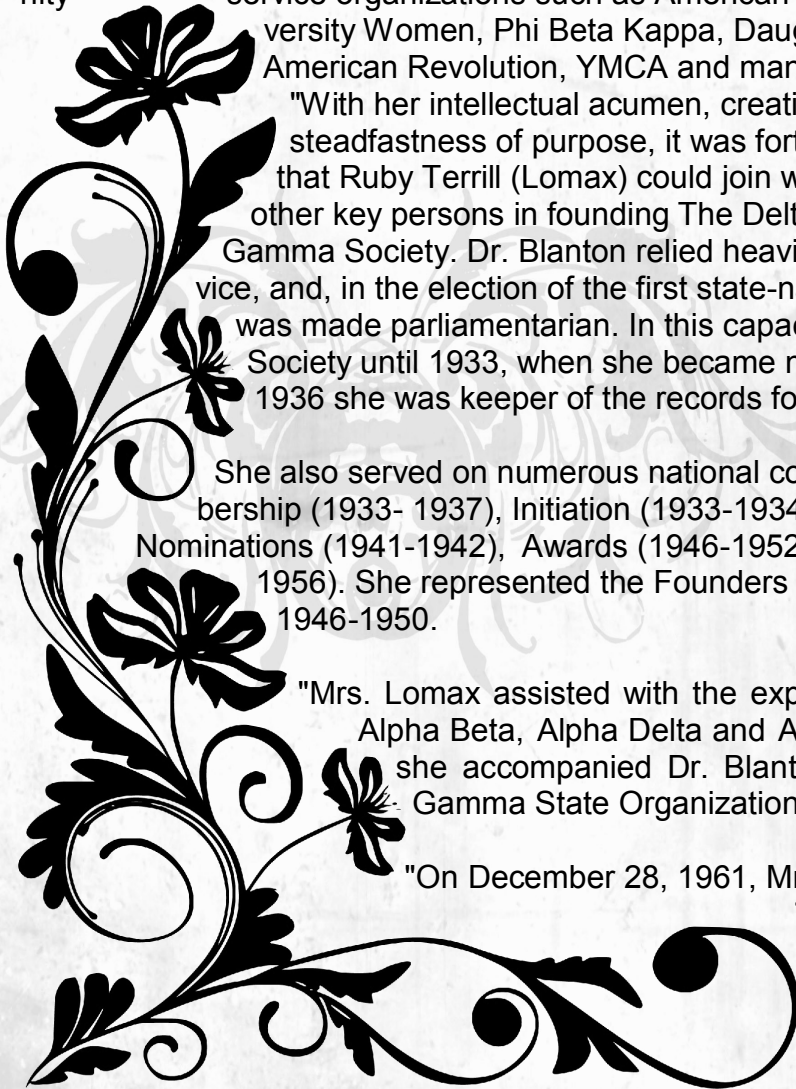 nity service organizations such as American
versity Women, Phi Beta Kappa, Daug
American Revolution, YMCA and man
"With her intellectual acumen, creati
steadfastness of purpose, it was fort
that Ruby Terrill (Lomax) could join w
other key persons in founding The Delt
Gamma Society. Dr. Blanton relied heavi
vice, and, in the election of the first state-n
was made parliamentarian. In this capac
Society until 1933, when she became n
1936 she was keeper of the records fo
She also served on numerous national co
bership (1933- 1937), Initiation (1933-1934
Nominations (1941-1942), Awards (1946-1952
1956). She represented the Founders
1946-1950.
"Mrs. Lomax assisted with the exp
Alpha Beta, Alpha Delta and A
she accompanied Dr. Blant
Gamma State Organization
"On December 28, 1961, Mr